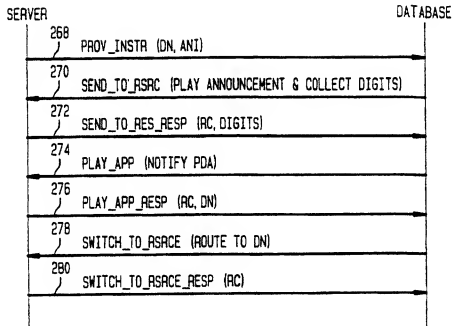 SERVER DATABASE
268 PROV_INSTR (DN, ANI)
270 SEND_TO_RSRC (PLAY ANNOUNCEMENT & COLLECT DIGITS)
272 SEND_TO_RES_RESP (RC, DIGITS)
274 PLAY_APP (NOTIFY PDA)
276 PLAY_APP_RESP (RC, DN)
278 SWITCH_TO_RSRCE (ROUTE TO DN)
280 SWITCH_TO_RSRCE_RESP (RC)